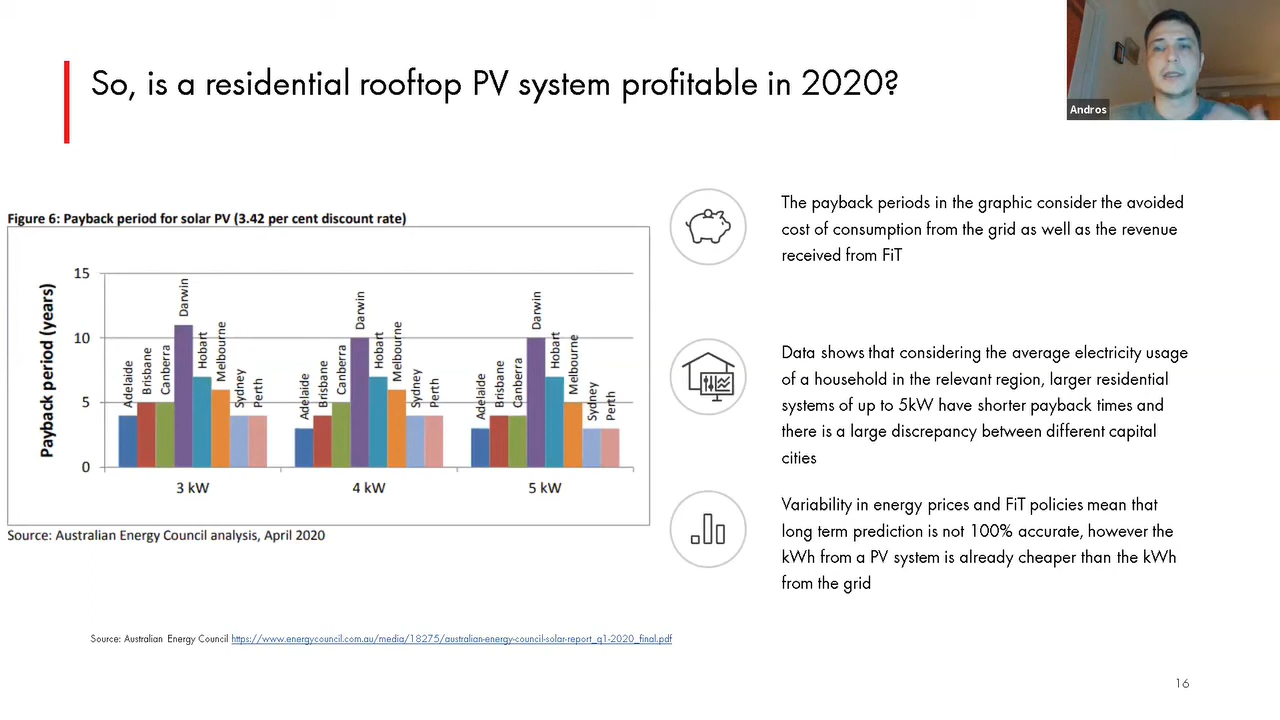 So, is a residential rooftop PV system profitable in 2020?
Andros
Figure 6: Payback period for solar PV (3.42 per cent discount rate)
Payback period (years)
15
10
5
0
Adelaide
Brisbane
Canberra
Darwin
Hobart
Melbourne
Sydney
Perth
Adelaide
Brisbane
Canberra
Darwin
Hobart
Melbourne
Sydney
Perth
Adelaide
Brisbane
Canberra
Darwin
Hobart
Melbourne
Sydney
Perth
3 kW
4 kW
5 kW
Source: Australian Energy Council analysis, April 2020
The payback periods in the graphic consider the avoided
cost of consumption from the grid as well as the revenue
received from FiT
Data shows that considering the average electricity usage
of a household in the relevant region, larger residential
systems of up to 5kW have shorter payback times and
there is a large discrepancy between different capital
cities
Variability in energy prices and FiT policies mean that
long term prediction is not 100% accurate, however the
kWh from a PV system is already cheaper than the kWh
from the grid
Source: Australian Energy Council https://www.energycouncil.com.au/media/18275/australian-energy-council-solar-report_q1-2020_final.pdf
16